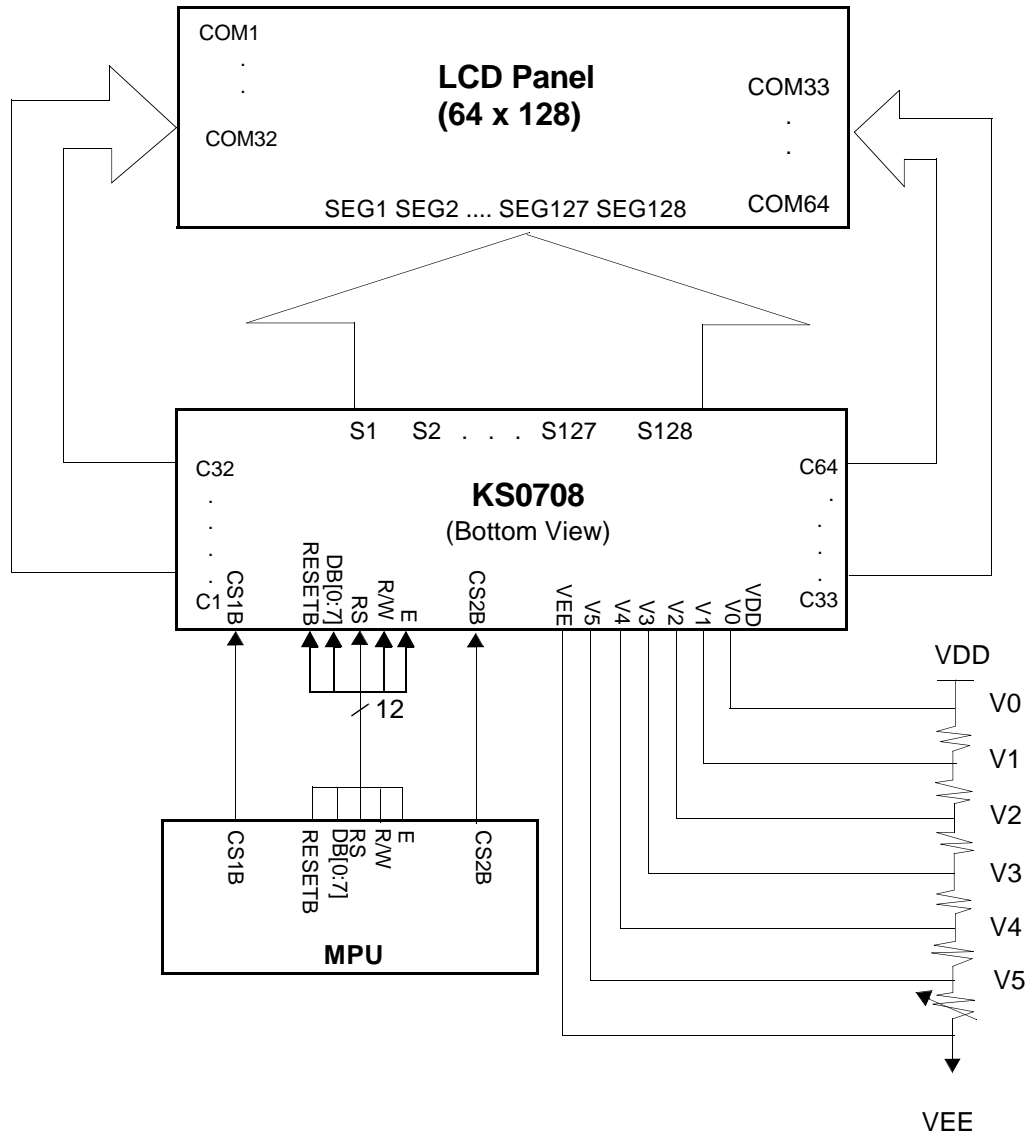 COM1
.
.
COM32
LCD Panel
(64 x 128)
COM33
.
.
COM64
SEG1 SEG2 .... SEG127 SEG128
S1 S2 . . . S127 S128
C32
.
.
.
.
C1
KS0708
(Bottom View)
C64
.
.
.
.
C33
CS1B
RESETB
DB[0:7]
RS
R/W
E
CS2B
VEE
V5
V4
V3
V2
V1
V0
VDD
12
CS1B
RESETB
DB[0:7]
RS
R/W
E
CS2B
MPU
VDD
V0
V1
V2
V3
V4
V5
VEE